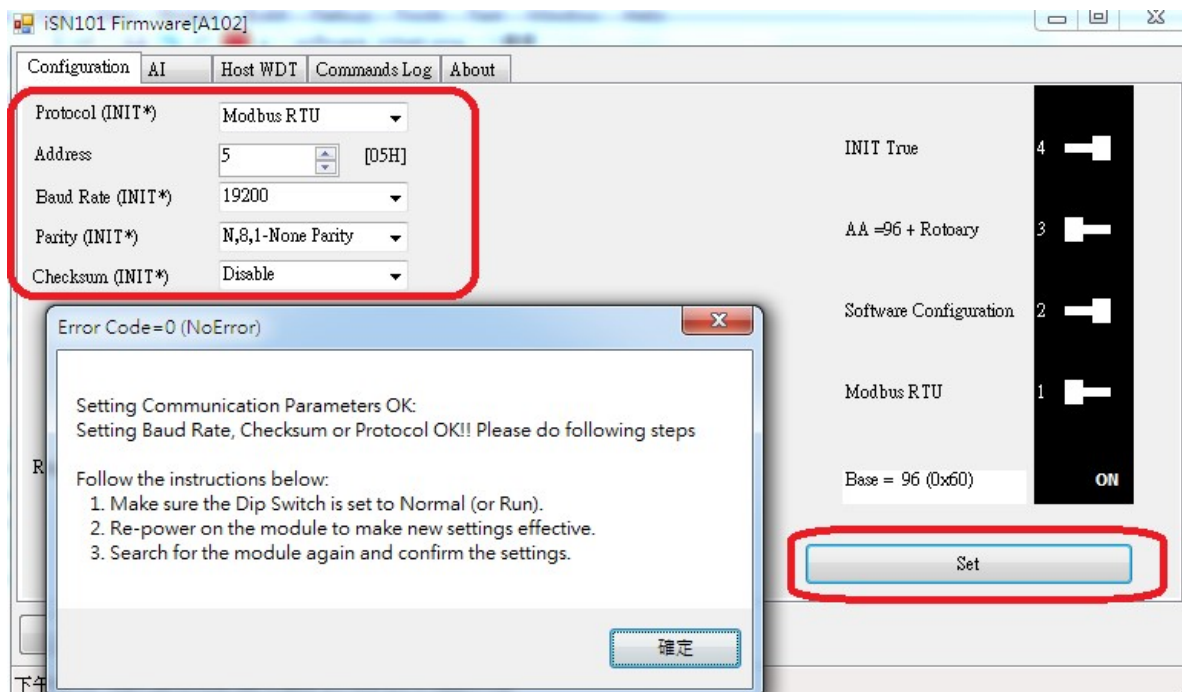 iSN101 Firmware[A102]
Configuration AI Host WDT Commands Log About
Protocol (INIT*) Modbus RTU
Address 5 [05H]
Baud Rate (INIT*) 19200
Parity (INIT*) N,8,1-None Parity
Checksum (INIT*) Disable
INIT True 4
AA =96 + Rotoary 3
Software Configuration 2
Modbus RTU 1
Base = 96 (0x60) ON
Set
Error Code=0 (NoError)
Setting Communication Parameters OK:
Setting Baud Rate, Checksum or Protocol OK!! Please do following steps
Follow the instructions below:
1. Make sure the Dip Switch is set to Normal (or Run).
2. Re-power on the module to make new settings effective.
3. Search for the module again and confirm the settings.
確定
R
下午